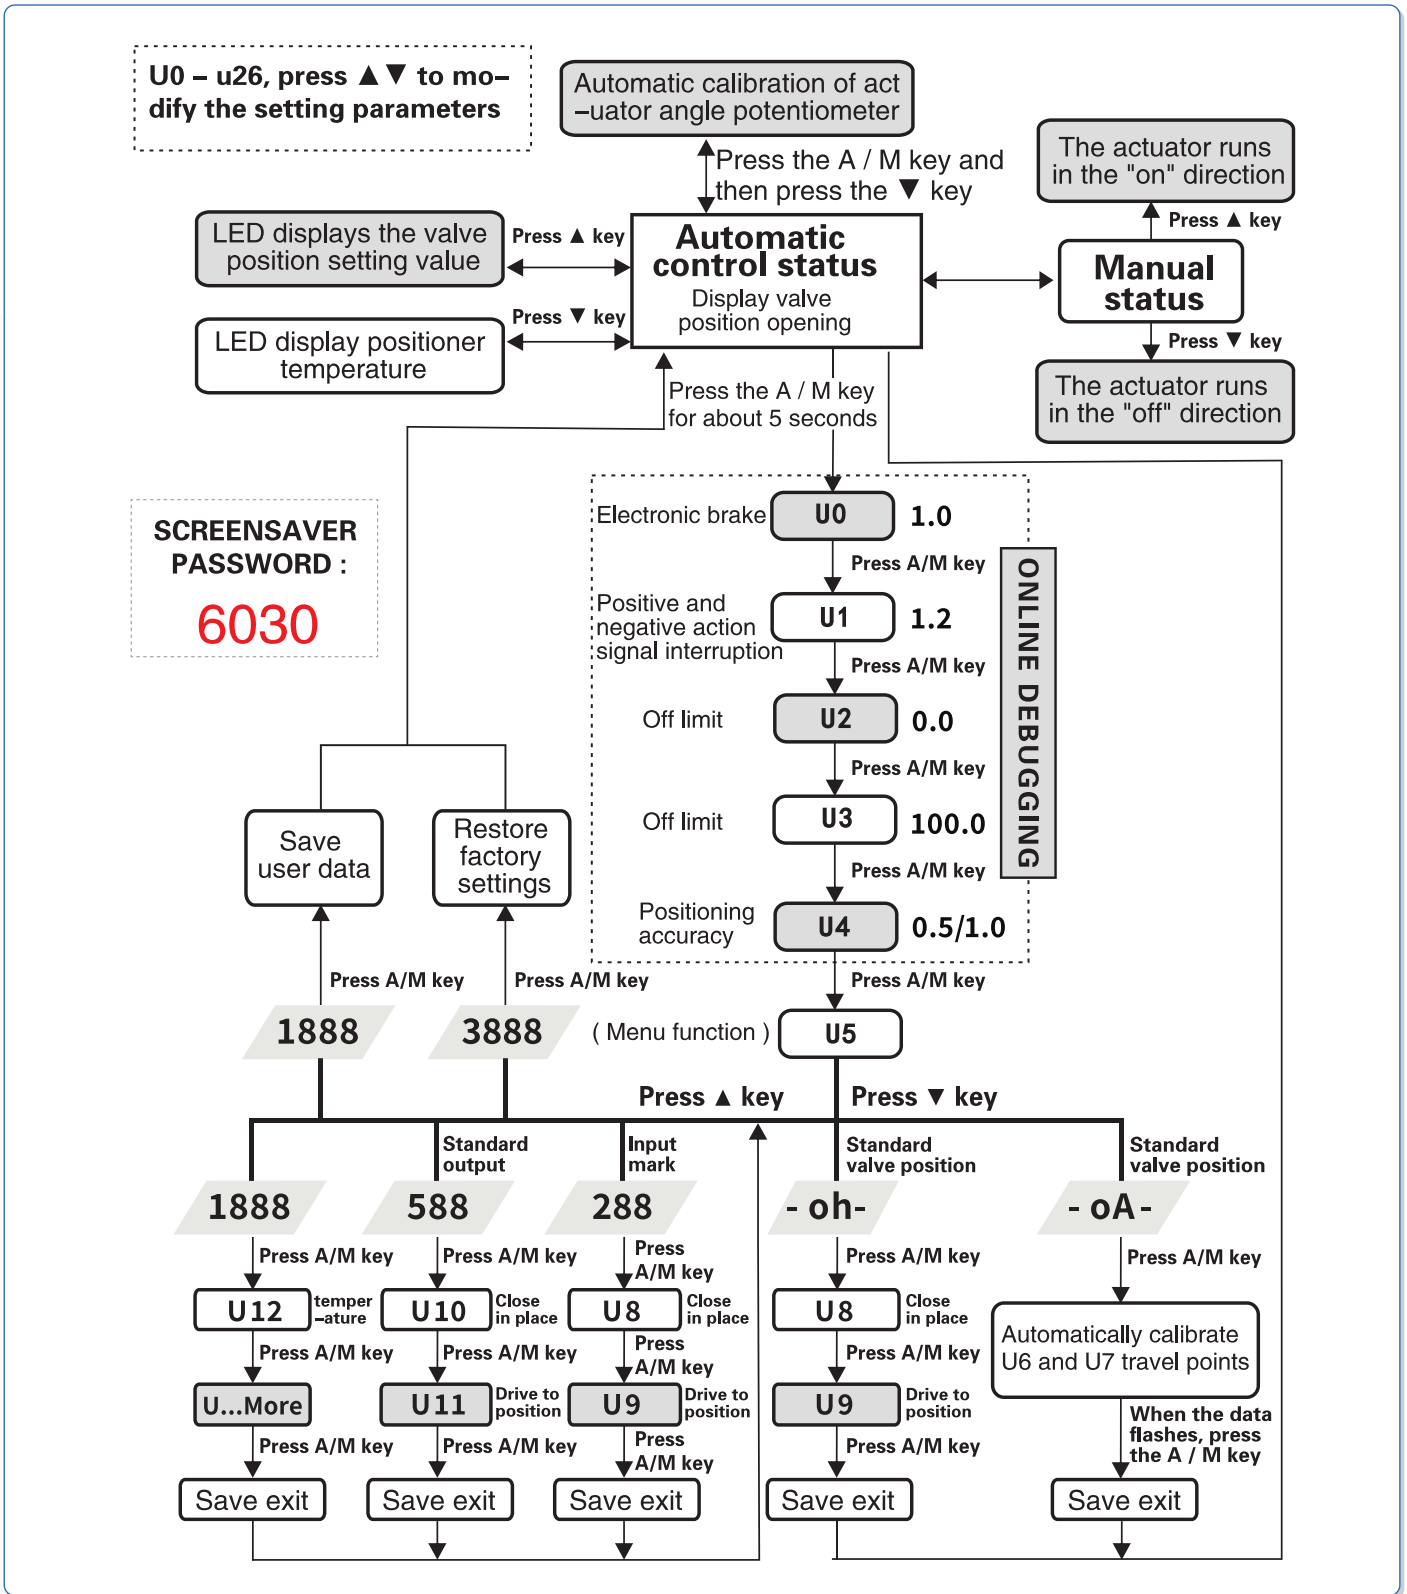 U0 – u26, press ▲▼ to mo–
dify the setting parameters
Automatic calibration of act
–uator angle potentiometer
Press the A / M key and
then press the ▼ key
The actuator runs
in the "on" direction
Press ▲ key
LED displays the valve
position setting value
Press ▲ key
Automatic
control status
Display valve
position opening
Manual
status
Press ▼ key
LED display positioner
temperature
Press ▼ key
The actuator runs
in the "off" direction
Press the A / M key
for about 5 seconds
SCREENSAVER
PASSWORD :
6030
Electronic brake
U0
1.0
Press A/M key
Positive and
negative action
signal interruption
U1
1.2
Press A/M key
Off limit
U2
0.0
Press A/M key
Off limit
U3
100.0
Press A/M key
Positioning
accuracy
U4
0.5/1.0
ONLINE DEBUGGING
Save
user data
Restore
factory
settings
Press A/M key
Press A/M key
Press A/M key
1888
3888
( Menu function )
U5
Press ▲ key
Press ▼ key
Standard
output
Input
mark
Standard
valve position
Standard
valve position
1888
588
288
- oh-
- oA-
Press A/M key
Press A/M key
Press
A/M key
Press A/M key
Press A/M key
U12
temper
–ature
U10
Close
in place
U8
Close
in place
U8
Close
in place
Automatically calibrate
U6 and U7 travel points
Press A/M key
Press A/M key
Press
A/M key
Press A/M key
U...More
U11
Drive to
position
U9
Drive to
position
U9
Drive to
position
When the data
flashes, press
the A / M key
Press A/M key
Press A/M key
Press
A/M key
Press A/M key
Save exit
Save exit
Save exit
Save exit
Save exit